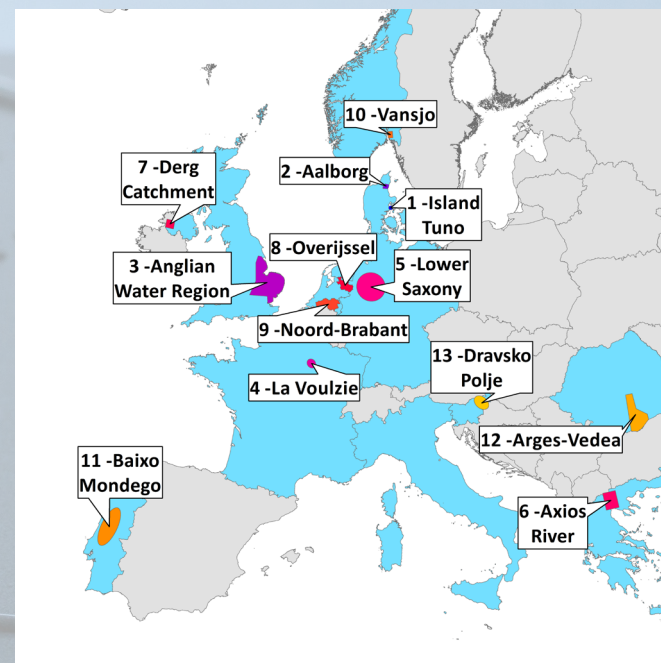 10 -Vansjo
7 -Derg
Catchment
2 -Aalborg
1 -Island
Tuno
8 -Overijssel
3 -Anglian
Water Region
5 -Lower
Saxony
9 -Noord-Brabant
13 -Dravsko
Polje
4 -La Voulzie
12 -Arges-Vedea
11 -Baixo
Mondego
6 -Axios
River